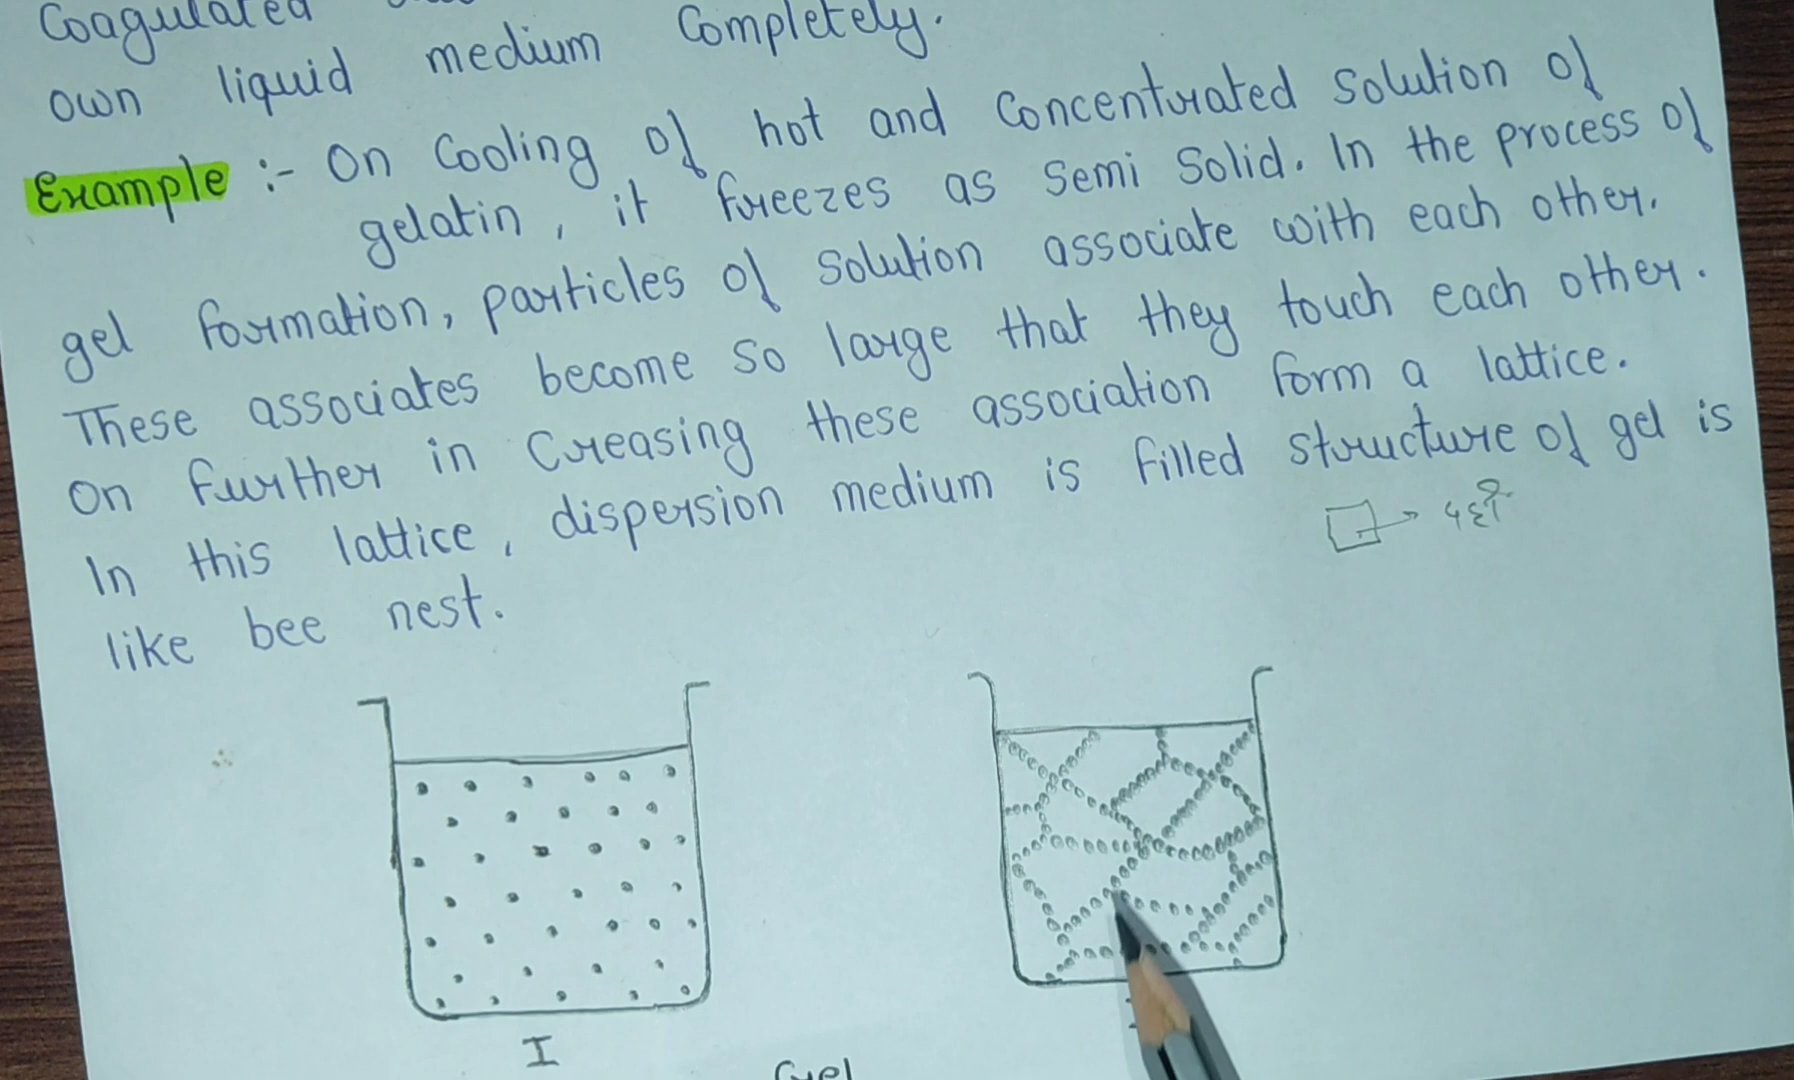 Coagulated
own liquid medium Completely.
Example :- On Cooling of hot and Concentrated Solution of
gelatin, it freezes as Semi Solid. In the process of
gel formation, particles of solution associate with each other.
These associates become so large that they touch each other.
On further in Creasing these association form a lattice.
In this lattice, dispersion medium is filled structure of gel is
like bee nest.
I
Gel